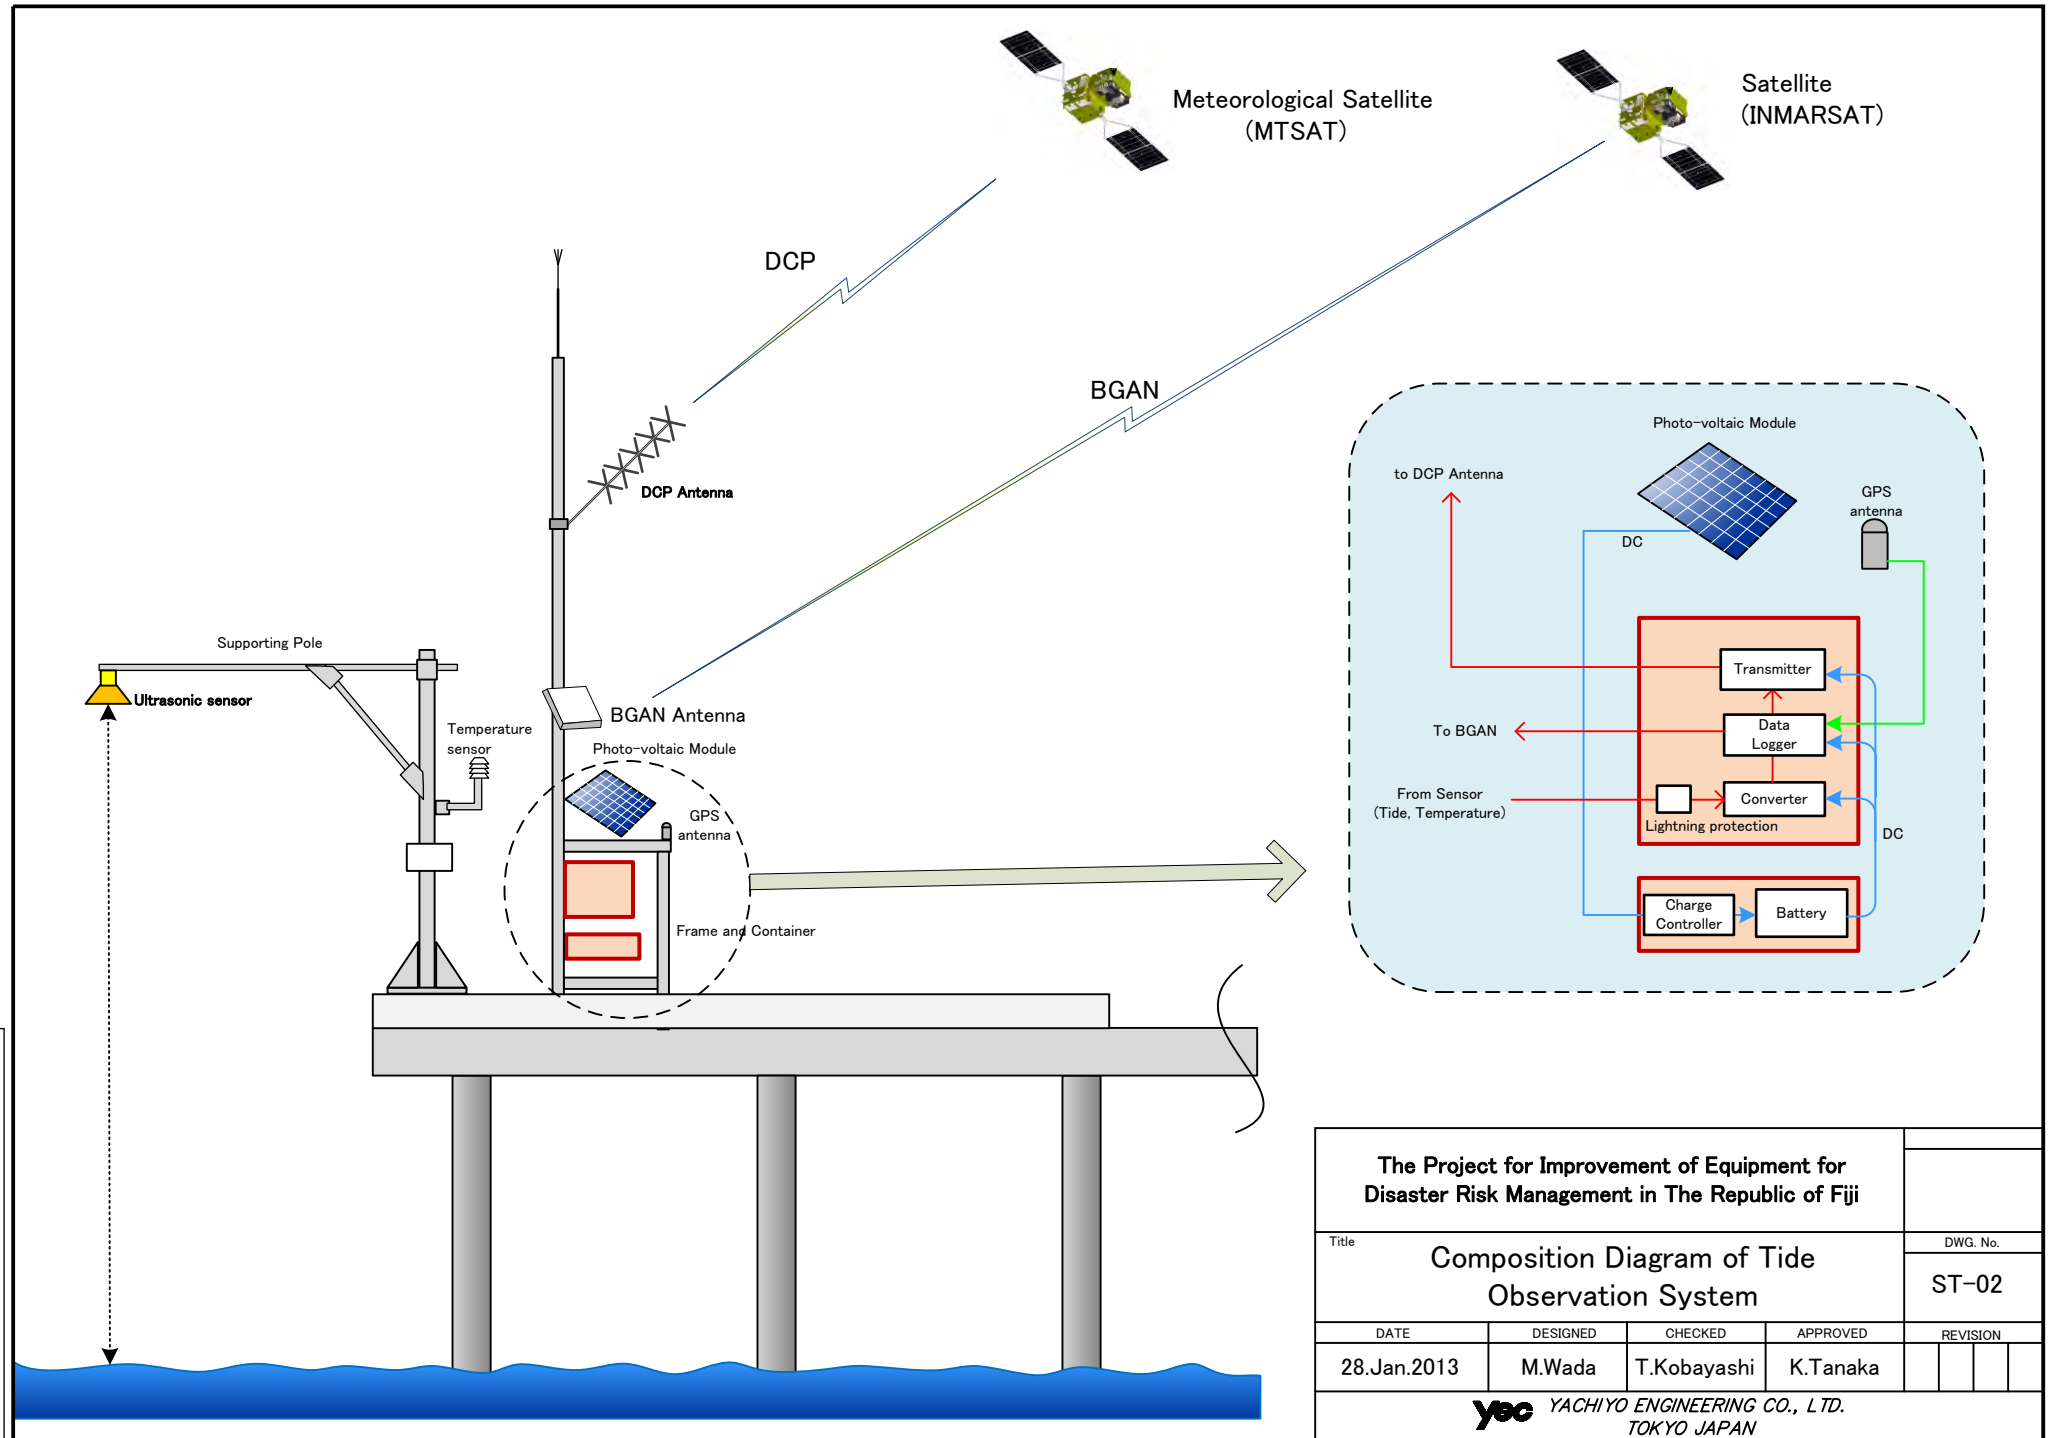 Meteorological Satellite
(MTSAT)
Satellite
(INMARSAT)
DCP
BGAN
DCP Antenna
Supporting Pole
Ultrasonic sensor
Temperature
sensor
BGAN Antenna
Photo-voltaic Module
GPS
antenna
Frame and Container
Photo-voltaic Module
to DCP Antenna
GPS
antenna
DC
Transmitter
Data
Logger
To BGAN
From Sensor
(Tide, Temperature)
Converter
Lightning protection
DC
Charge
Controller
Battery
The Project for Improvement of Equipment for
Disaster Risk Management in The Republic of Fiji
Title
Composition Diagram of Tide
Observation System
DWG. No.
ST-02
DATE
DESIGNED
CHECKED
APPROVED
REVISION
28.Jan.2013
M.Wada
T.Kobayashi
K.Tanaka
yec YACHIYO ENGINEERING CO., LTD.
TOKYO JAPAN